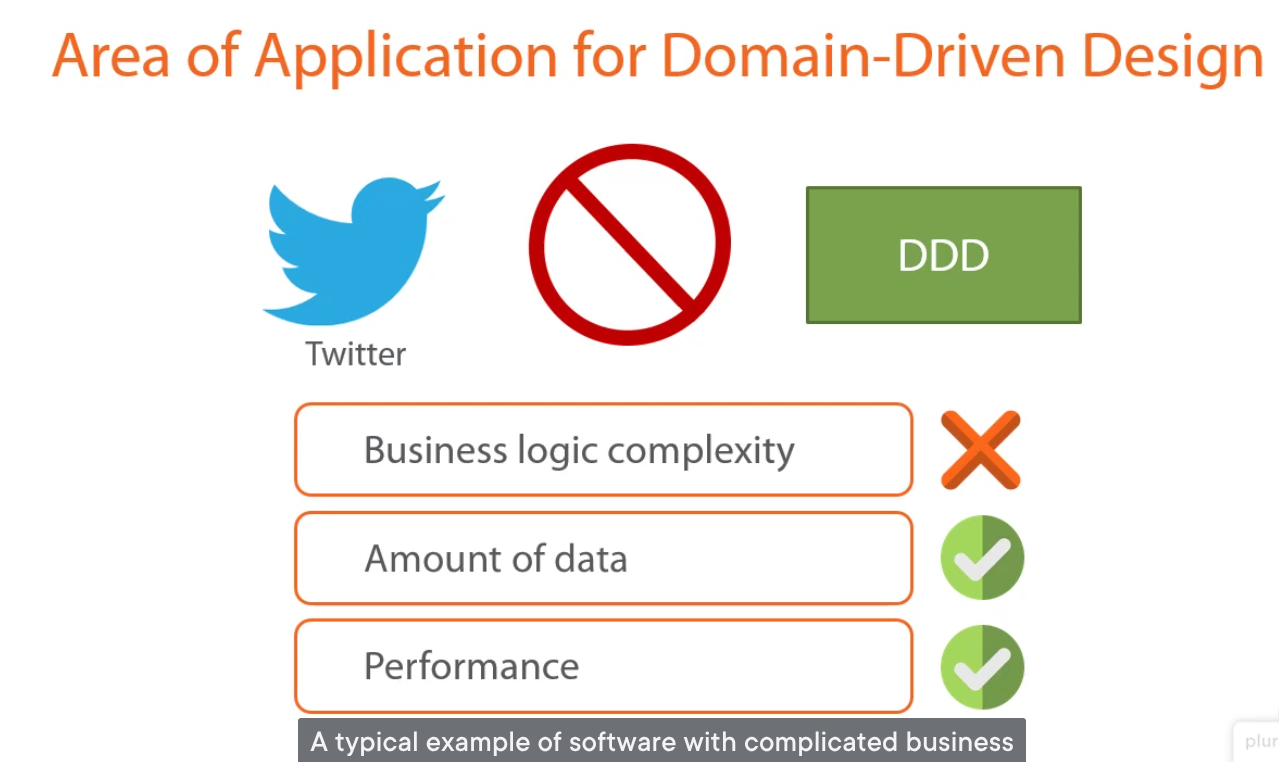 Area of Application for Domain-Driven Design
DDD
Twitter
Business logic complexity
Amount of data
Performance
A typical example of software with complicated business
plur